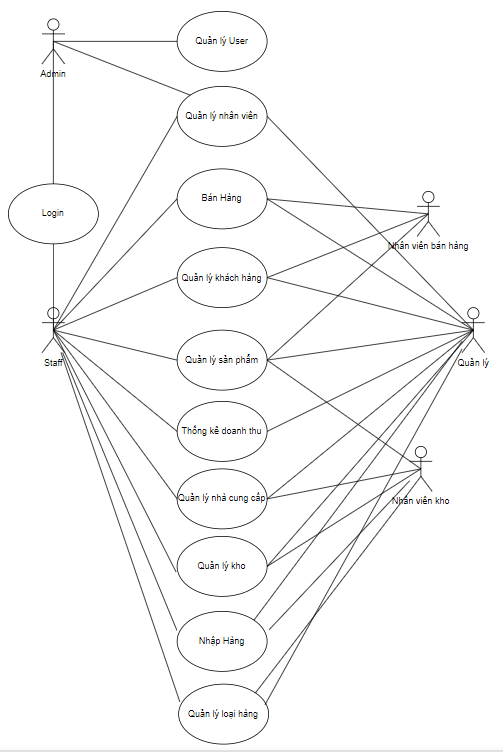 Quản lý User
Admin
Quản lý nhân viên
Bán Hàng
Login
Nhân viên bán hàng
Quản lý khách hàng
Staff
Quản lý sản phẩm
Quản lý
Thống kê doanh thu
Quản lý nhà cung cấp
Nhân viên kho
Quản lý kho
Nhập Hàng
Quản lý loại hàng